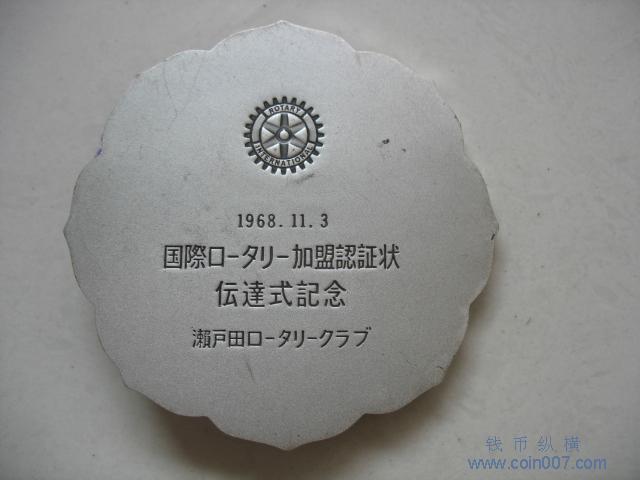 ROTARY
INTERNATIONAL
1968.11.3
国際ロータリー加盟認証状
伝達式記念
瀬戸田ロータリークラブ
钱币纵横
www.coin007.com